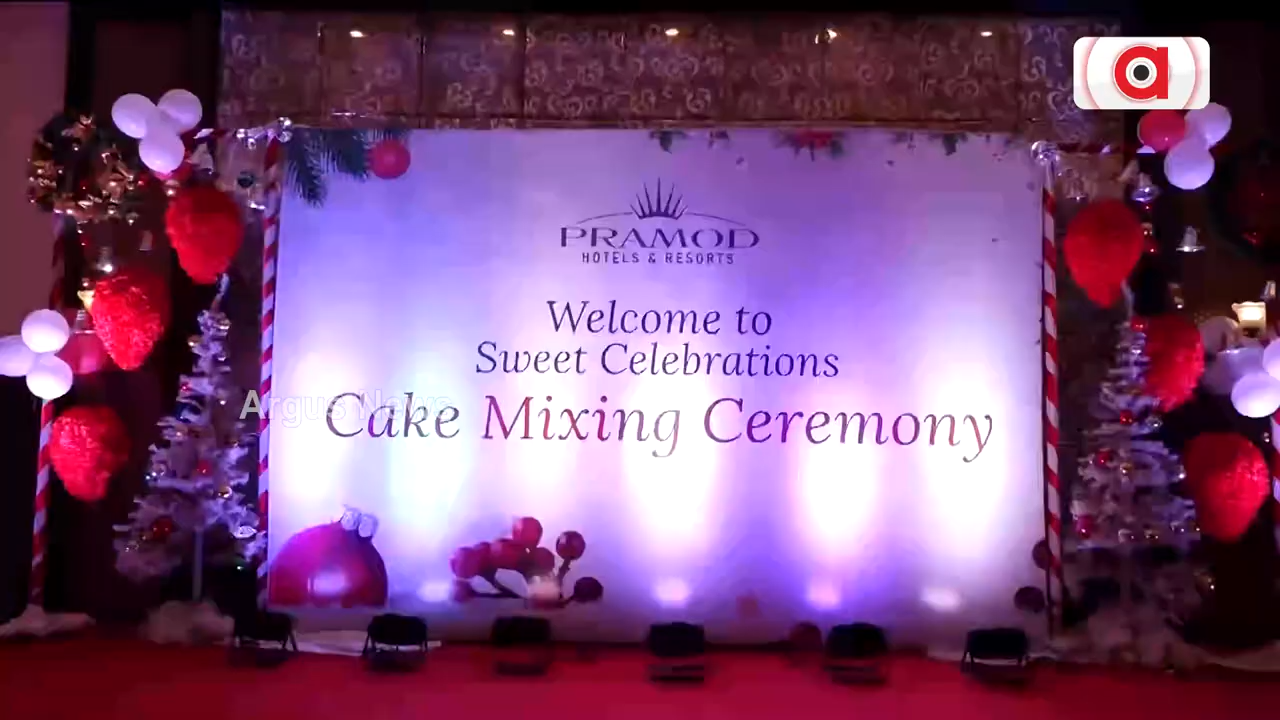 a
PRAMOD
HOTELS & RESORTS
Welcome to
Sweet Celebrations
Argus News
Cake Mixing Ceremony